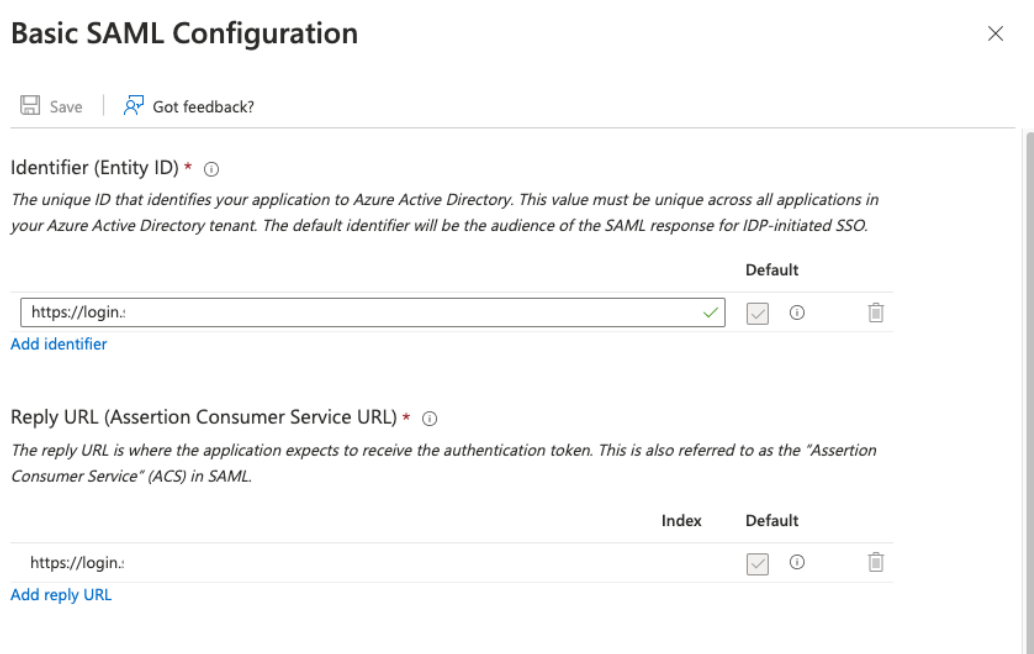 Basic SAML Configuration
Save
Got feedback?
Identifier (Entity ID) *
The unique ID that identifies your application to Azure Active Directory. This value must be unique across all applications in
your Azure Active Directory tenant. The default identifier will be the audience of the SAML response for IDP-initiated SSO.
Default
https://login.
Add identifier
Reply URL (Assertion Consumer Service URL) *
The reply URL is where the application expects to receive the authentication token. This is also referred to as the “Assertion
Consumer Service” (ACS) in SAML.
Index Default
https://login.
Add reply URL